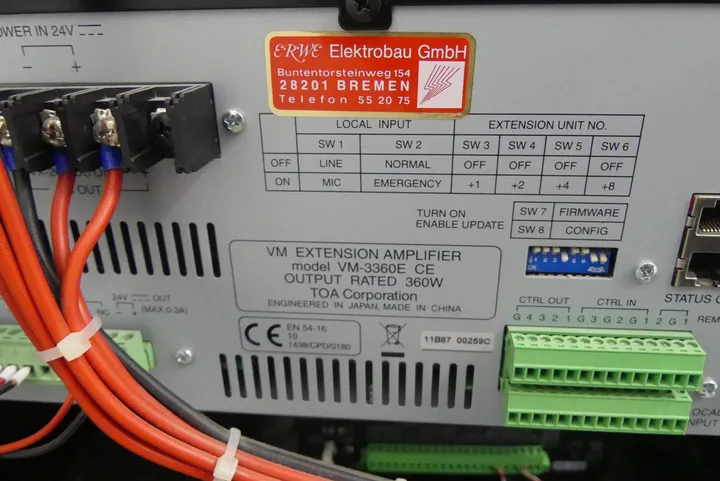 POWER IN 24V
- +
ERWE Elektrobau GmbH
Buntentorsteinweg 154
28201 BREMEN
Telefon 55 20 75
LOCAL INPUT EXTENSION UNIT NO.
SW 1 SW 2 SW 3 SW 4 SW 5 SW 6
OFF LINE NORMAL OFF OFF OFF OFF
ON MIC EMERGENCY +1 +2 +4 +8
TURN ON SW 7 FIRMWARE
ENABLE UPDATE SW 8 CONFIG
VM EXTENSION AMPLIFIER
model VM-3360E CE
OUTPUT RATED 360W
TOA Corporation
ENGINEERED IN JAPAN, MADE IN CHINA
CE EN 54-16
10
1438/CPD/0180
11B87 00259C
OUT
24V OUT
NC - (MAX.0.3A)
STATUS
CTRL OUT CTRL IN
G 4 3 2 1 G 3 2 G 1 2 G 1